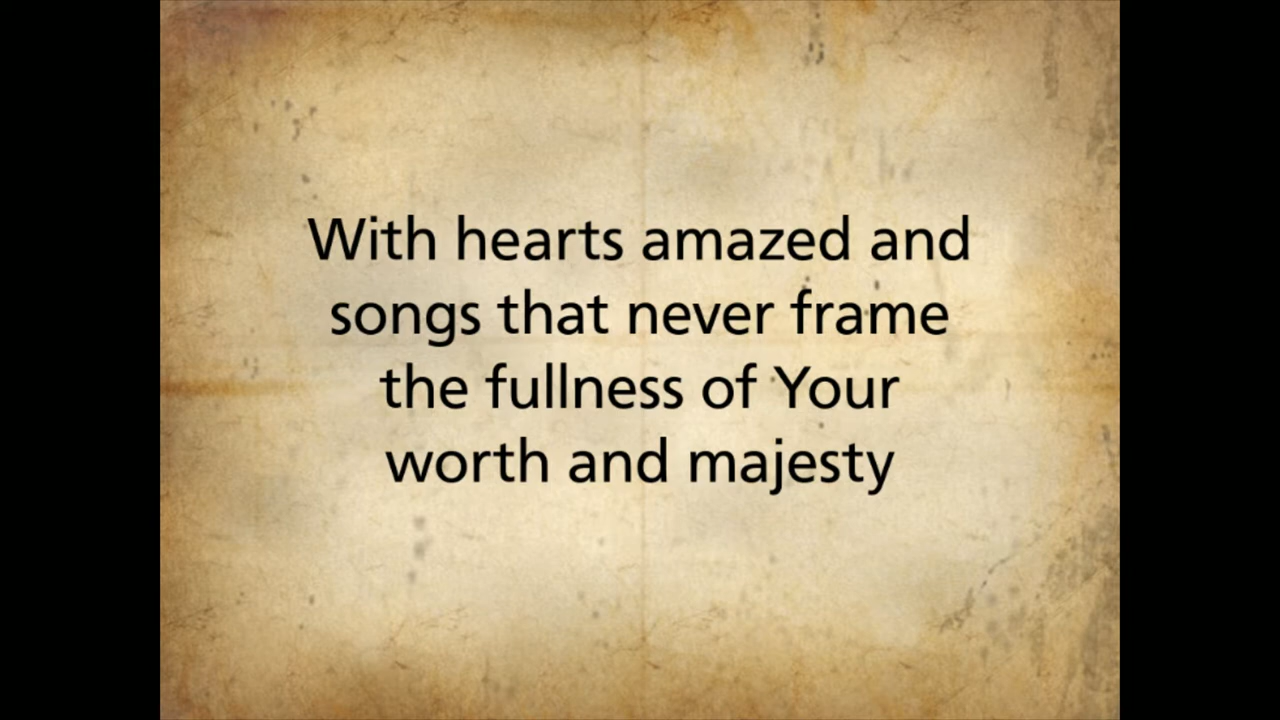 With hearts amazed and
songs that never frame
the fullness of Your
worth and majesty